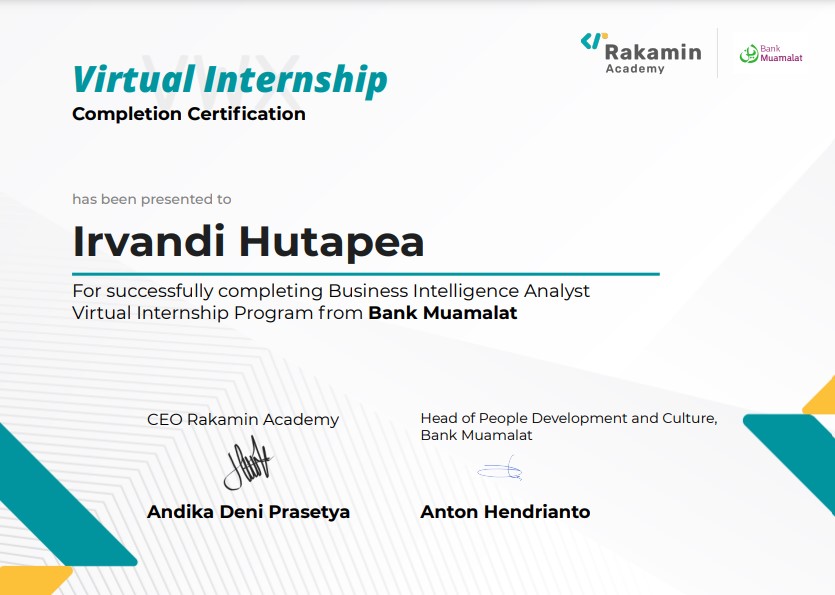 Rakamin
Academy
Bank
Muamalat
VWX
Virtual Internship
Completion Certification
has been presented to
Irvandi Hutapea
For successfully completing Business Intelligence Analyst
Virtual Internship Program from Bank Muamalat
CEO Rakamin Academy
Andika Deni Prasetya
Head of People Development and Culture,
Bank Muamalat
Anton Hendrianto